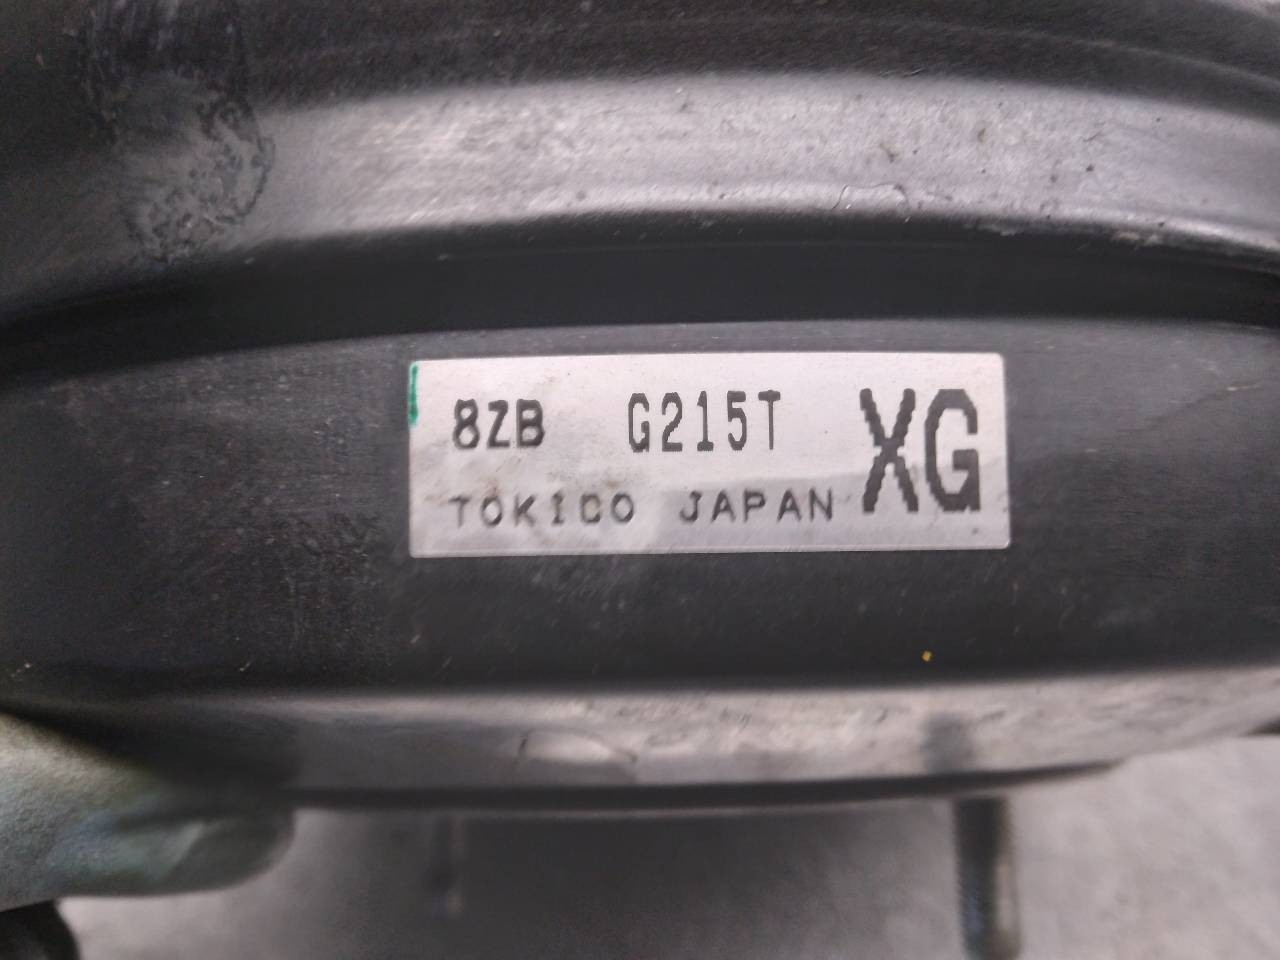 8ZB G215T XG
TOKICO JAPAN